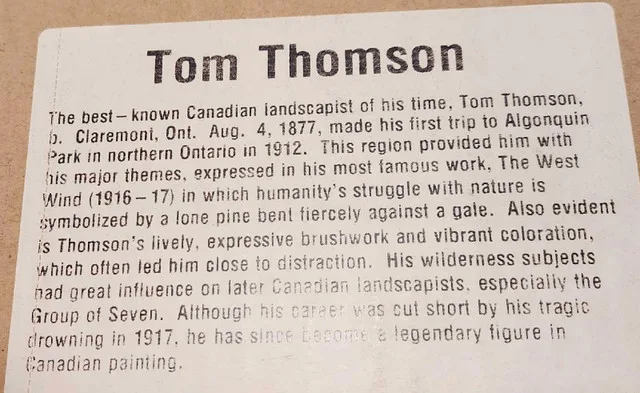 Tom Thomson
The best – known Canadian landscapist of his time, Tom Thomson,
b. Claremont, Ont. Aug. 4, 1877, made his first trip to Algonquin
Park in northern Ontario in 1912. This region provided him with
his major themes, expressed in his most famous work, The West
Wind (1916 – 17) in which humanity's struggle with nature is
symbolized by a lone pine bent fiercely against a gale. Also evident
is Thomson's lively, expressive brushwork and vibrant coloration,
which often led him close to distraction. His wilderness subjects
had great influence on later Canadian landscapists, especially the
Group of Seven. Although his career was cut short by his tragic
drowning in 1917, he has since become a legendary figure in
Canadian painting.